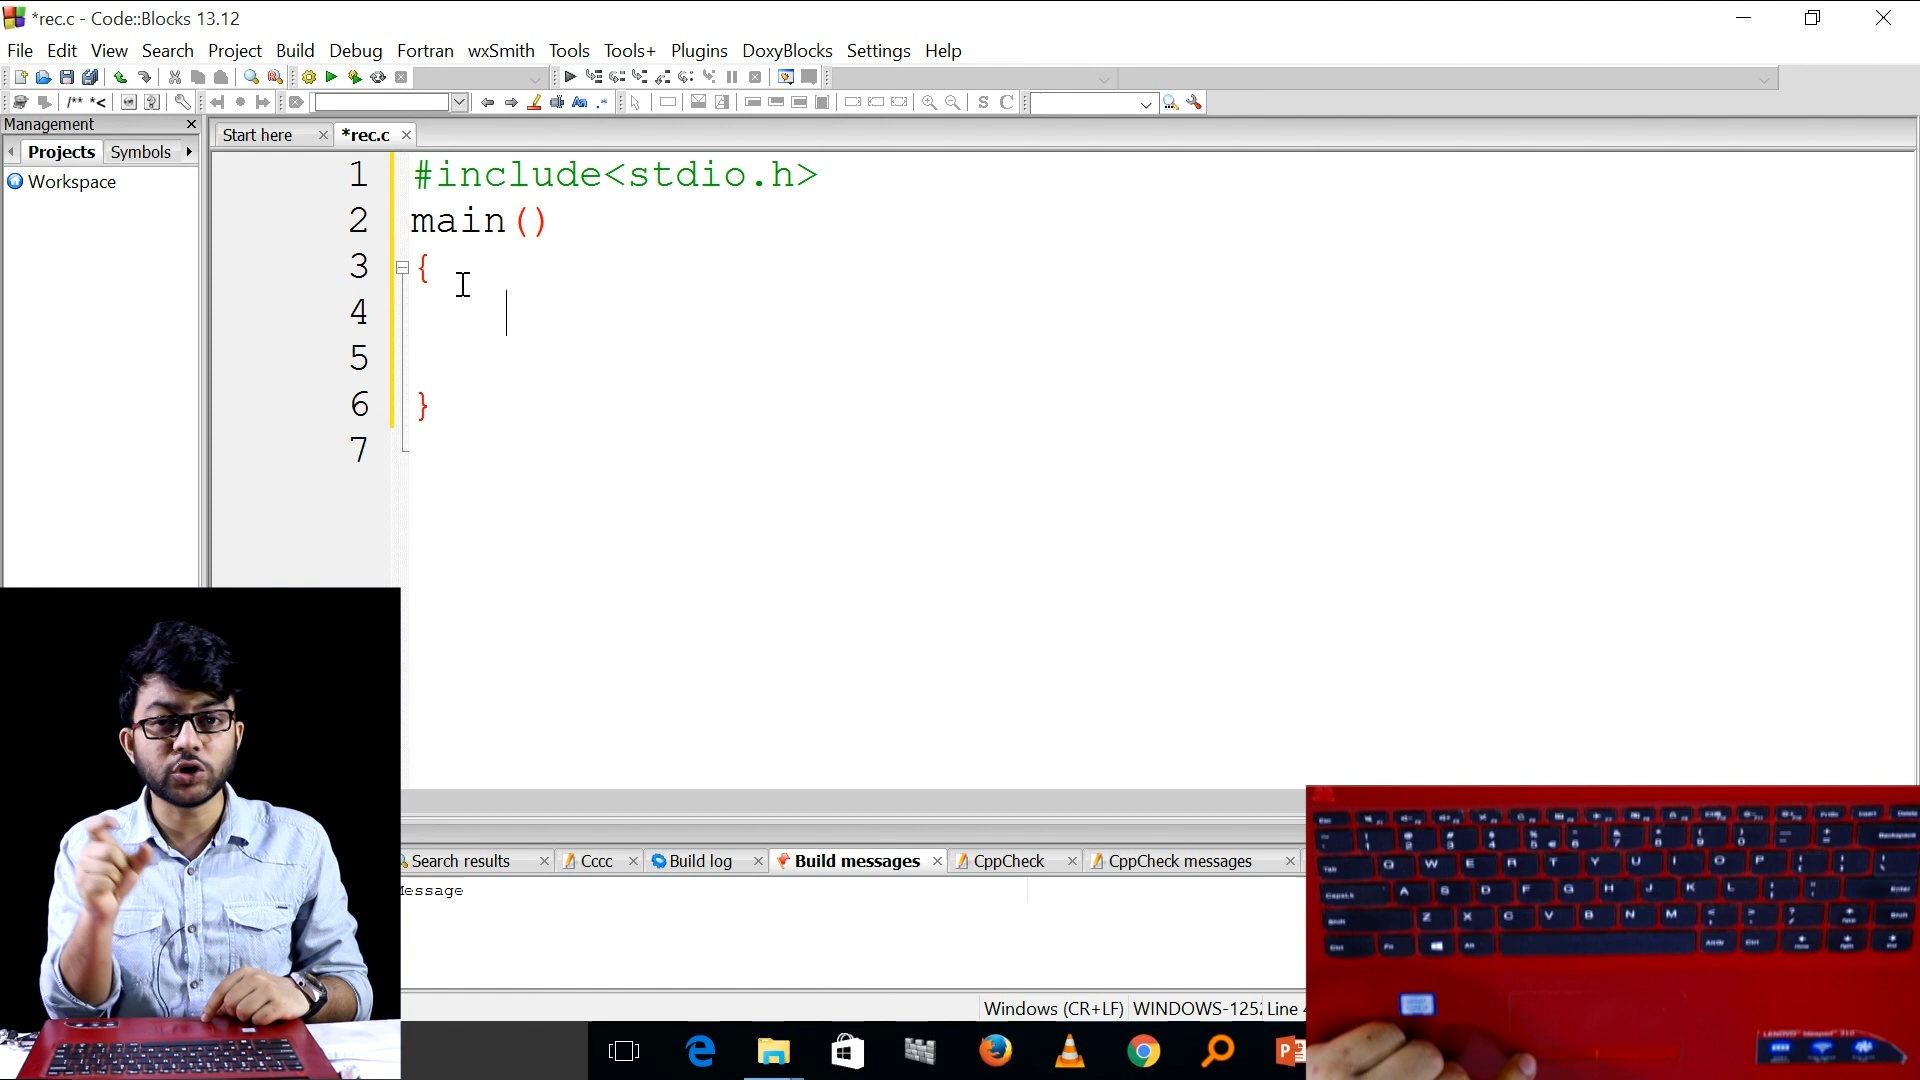 *rec.c - Code::Blocks 13.12
File Edit View Search Project Build Debug Fortran wxSmith Tools Tools+ Plugins DoxyBlocks Settings Help
/** *<
S C
Management
Projects Symbols
Workspace
Start here *rec.c
1 #include<stdio.h>
2 main()
3 {
4
5
6 }
7
Search results Cccc Build log Build messages CppCheck CppCheck messages
Message
Windows (CR+LF) WINDOWS-1252 Line
Q W E R T Y U I O P
A S D F G H J K L
Z X C V B N M